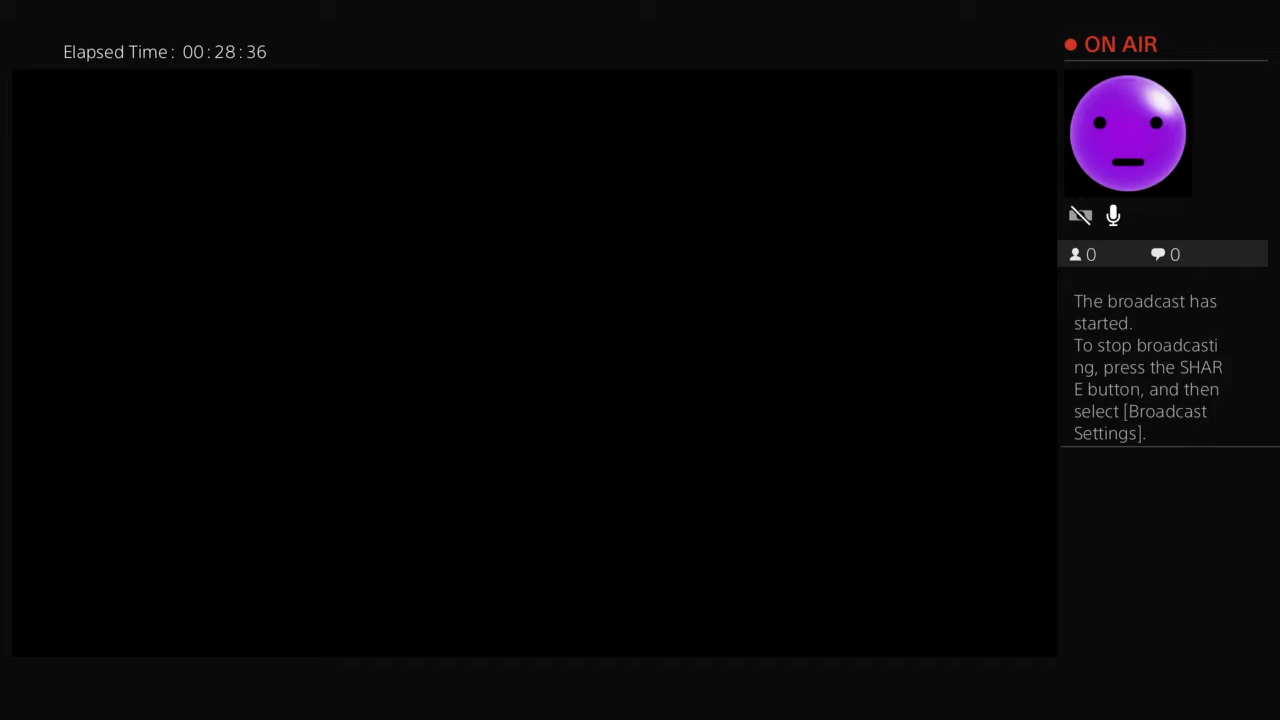 Elapsed Time: 00:28:36
ON AIR
0 0
The broadcast has
started.
To stop broadcasti
ng, press the SHAR
E button, and then
select [Broadcast
Settings].